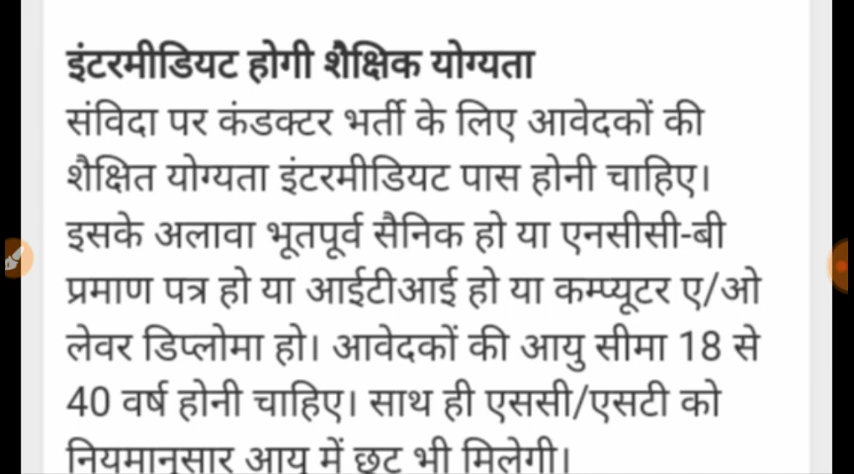 इंटरमीडियट होगी शैक्षिक योग्यता
संविदा पर कंडक्टर भर्ती के लिए आवेदकों की
शैक्षित योग्यता इंटरमीडियट पास होनी चाहिए।
इसके अलावा भूतपूर्व सैनिक हो या एनसीसी-बी
प्रमाण पत्र हो या आईटीआई हो या कम्प्यूटर ए/ओ
लेवर डिप्लोमा हो। आवेदकों की आयु सीमा 18 से
40 वर्ष होनी चाहिए। साथ ही एससी/एसटी को
नियमानुसार आयु में छूट भी मिलेगी।